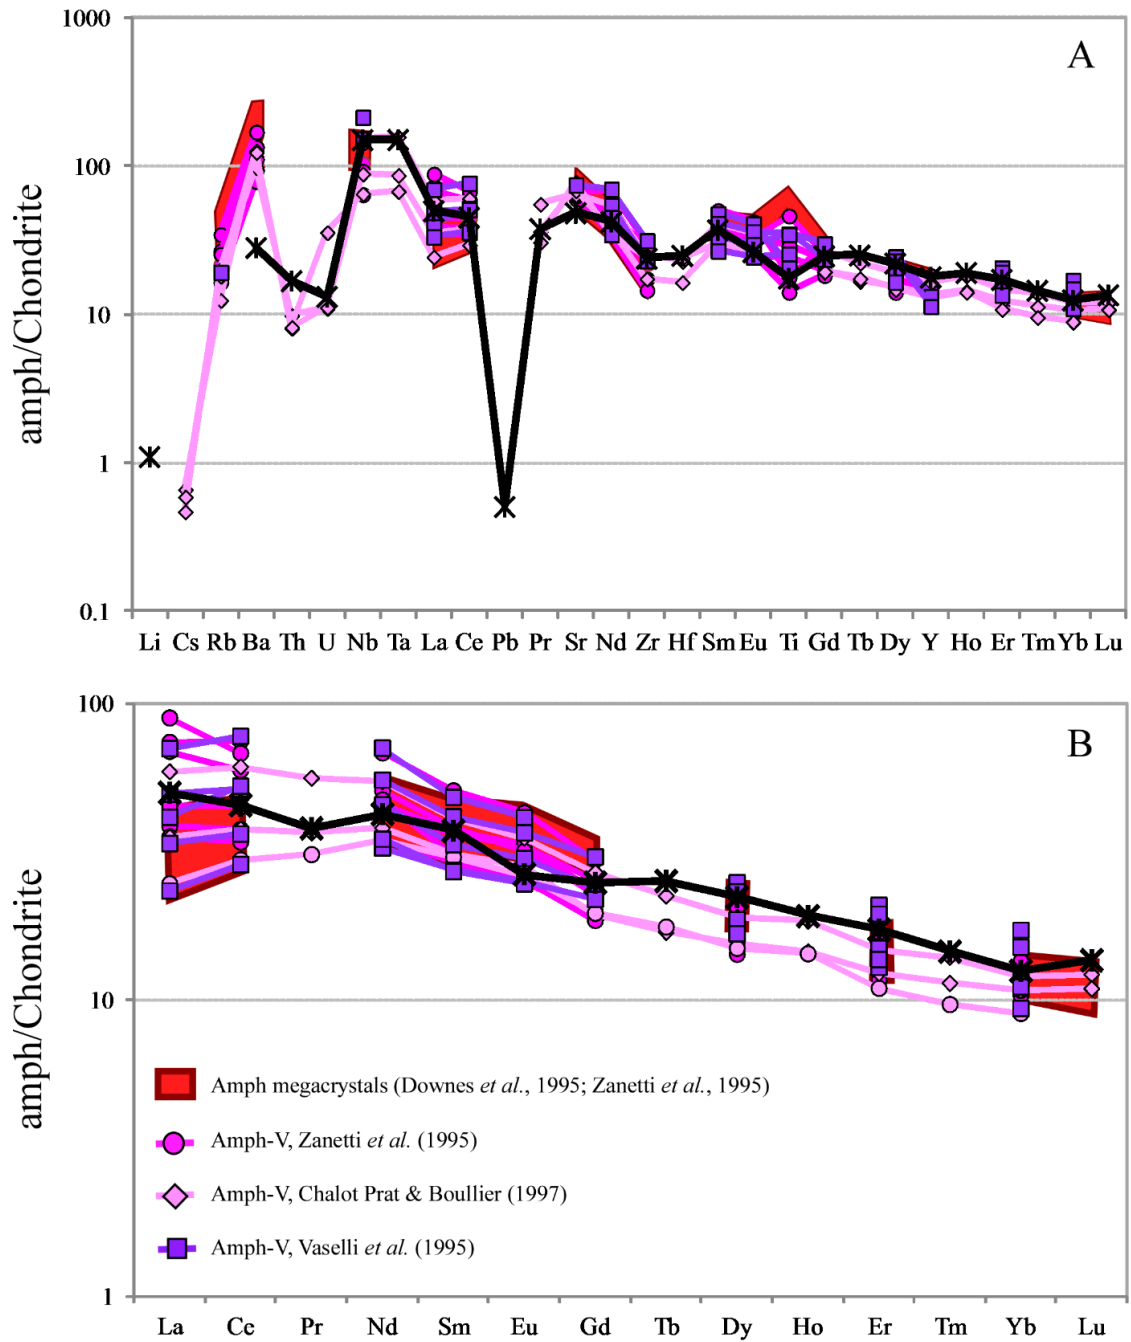 1000
A
100
10
1
0.1
amph/Chondrite
Li Cs Rb Ba Th U Nb Ta La Ce Pb Pr Sr Nd Zr Hf Sm Eu Ti Gd Tb Dy Y Ho Er Tm Yb Lu
100
B
10
1
amph/Chondrite
Amph megacrystals (Downes et al., 1995; Zanetti et al., 1995)
Amph-V, Zanetti et al. (1995)
Amph-V, Chalot Prat & Boullier (1997)
Amph-V, Vaselli et al. (1995)
La Ce Pr Nd Sm Eu Gd Tb Dy Ho Er Tm Yb Lu